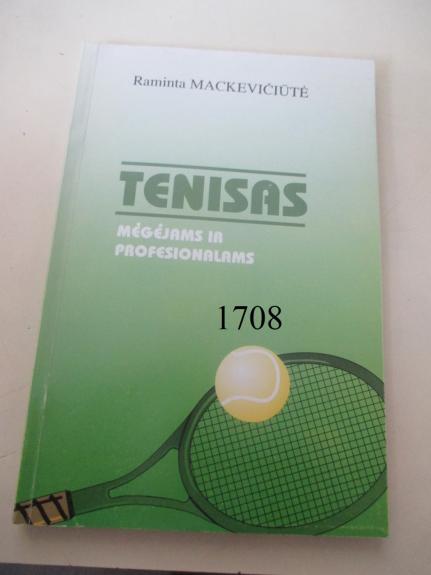 Raminta MACKEVIČIŪTĖ
TENISAS
MĖGĖJAMS IR
PROFESIONALAMS
1708